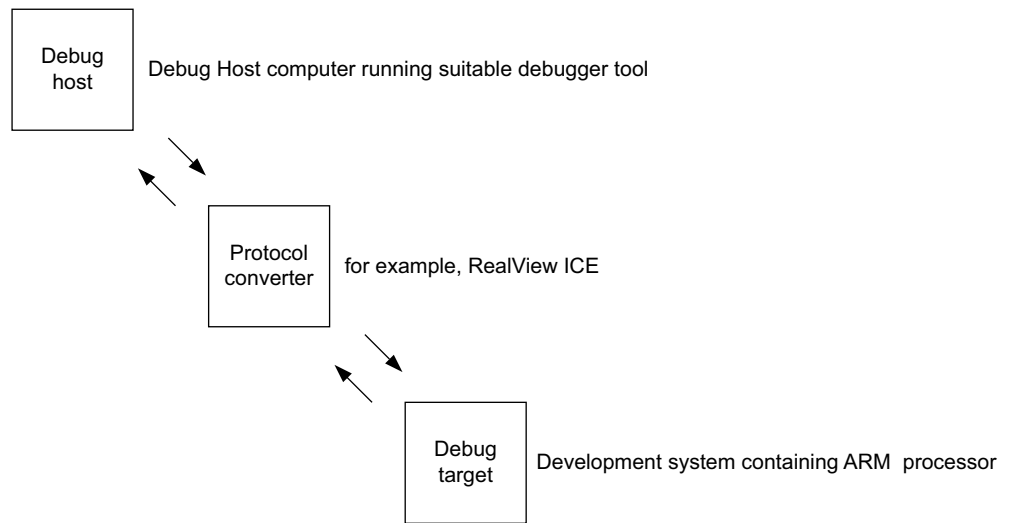 Debug
host
Debug Host computer running suitable debugger tool
Protocol
converter
for example, RealView ICE
Debug
target
Development system containing ARM processor